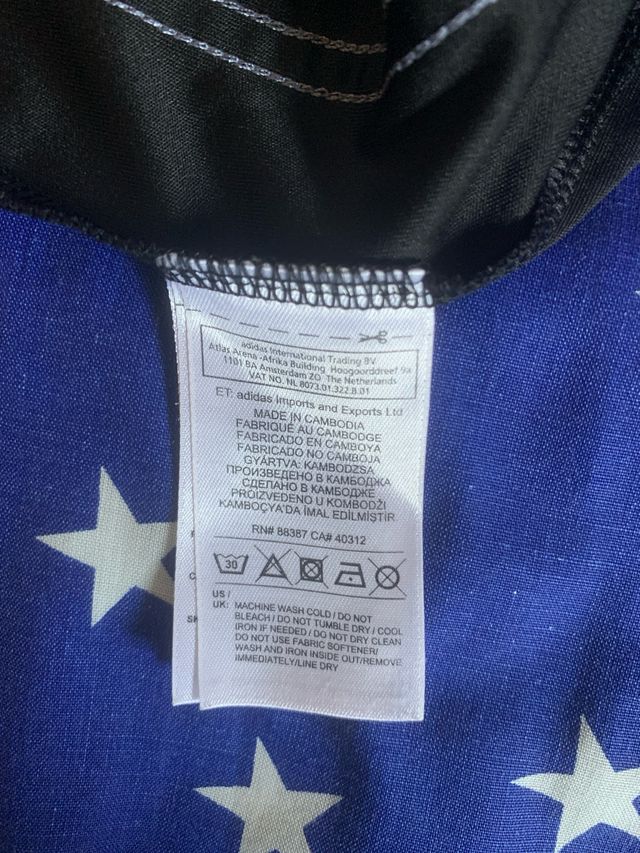 adidas International Trading BV
Atlas Arena -Afrika Building Hoogoorddreef 9a
1101 BA Amsterdam ZO The Netherlands
VAT NO. NL 8073.01.322.B.01
ET: adidas Imports and Exports Ltd
MADE IN CAMBODIA
FABRIQUÉ AU CAMBODGE
FABRICADO EN CAMBOYA
FABRICADO NO CAMBOJA
GYÁRTVA: KAMBODZSA
ПРОИЗВЕДЕНО В КАМБОДЖА
СДЕЛАНО В КАМБОДЖЕ
PROIZVEDENO U KOMBODŽI
KAMBOÇYA'DA İMAL EDİLMİŞTİR
RN# 88387 CA# 40312
30
US /
UK: MACHINE WASH COLD / DO NOT
BLEACH / DO NOT TUMBLE DRY / COOL
IRON IF NEEDED / DO NOT DRY CLEAN
DO NOT USE FABRIC SOFTENER/
WASH AND IRON INSIDE OUT/REMOVE
IMMEDIATELY/LINE DRY